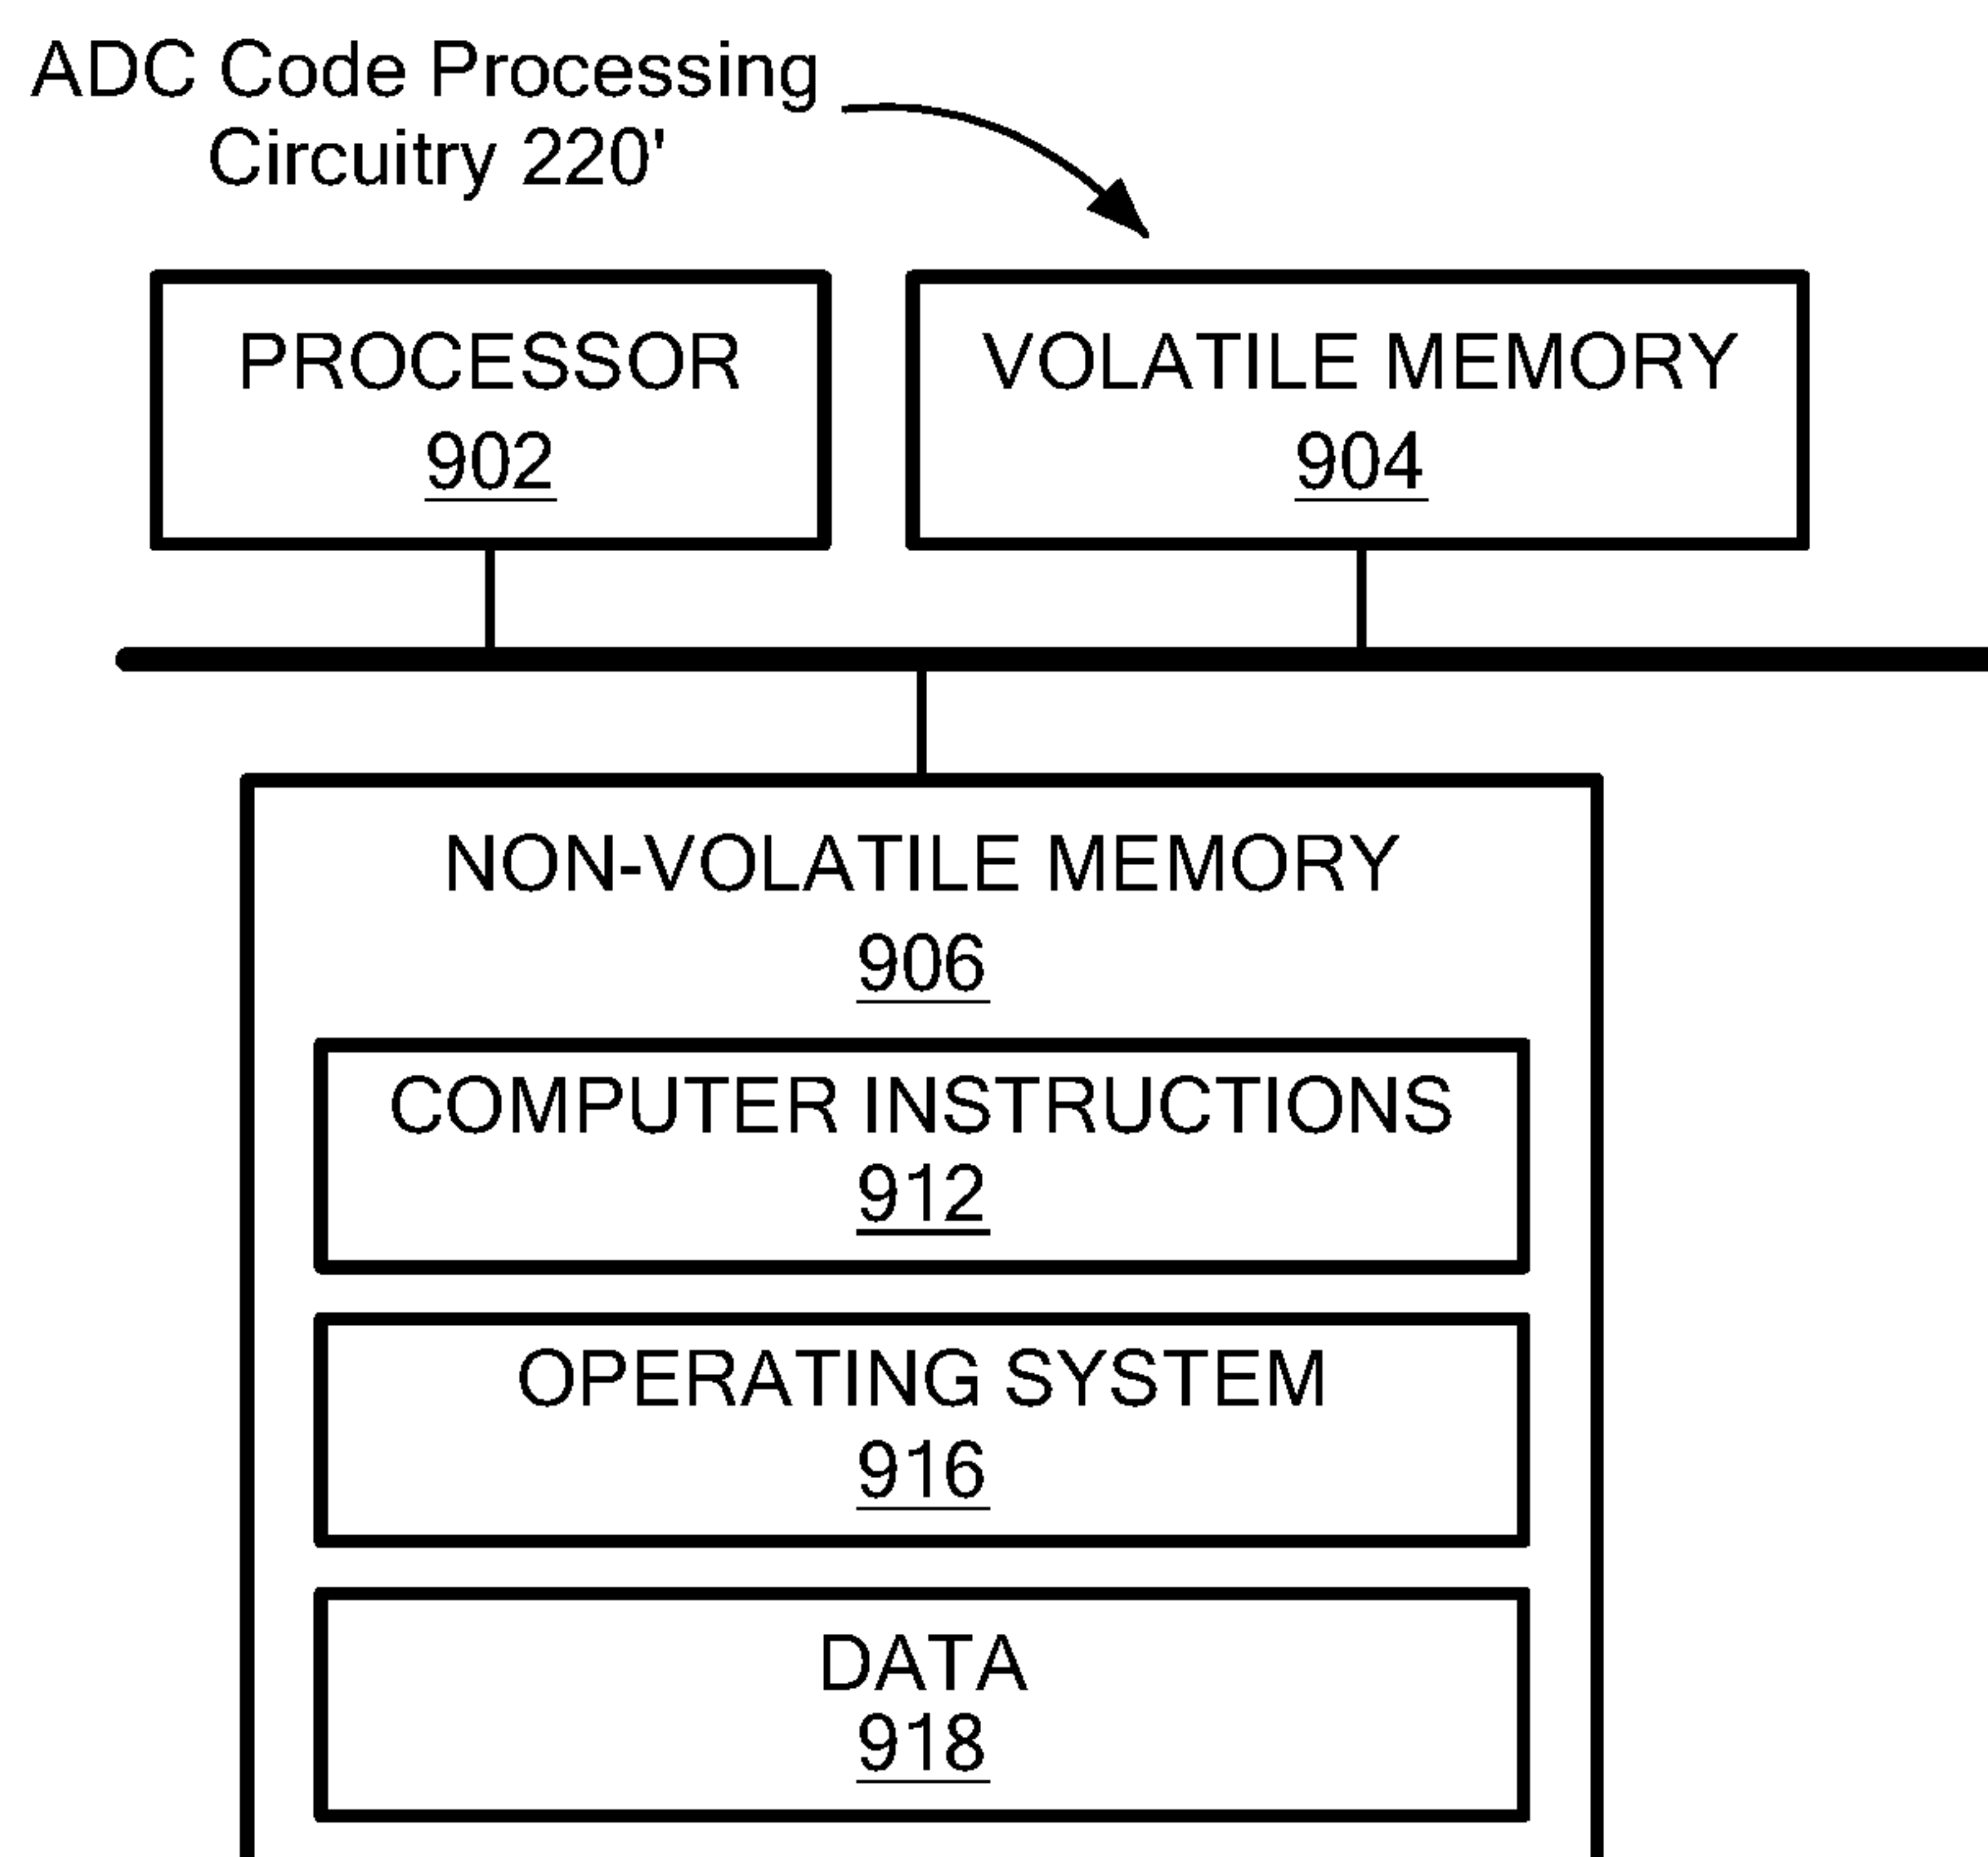 ADC Code Processing
Circuitry 220'
PROCESSOR
902
VOLATILE MEMORY
904
NON-VOLATILE MEMORY
906
COMPUTER INSTRUCTIONS
912
OPERATING SYSTEM
916
DATA
918